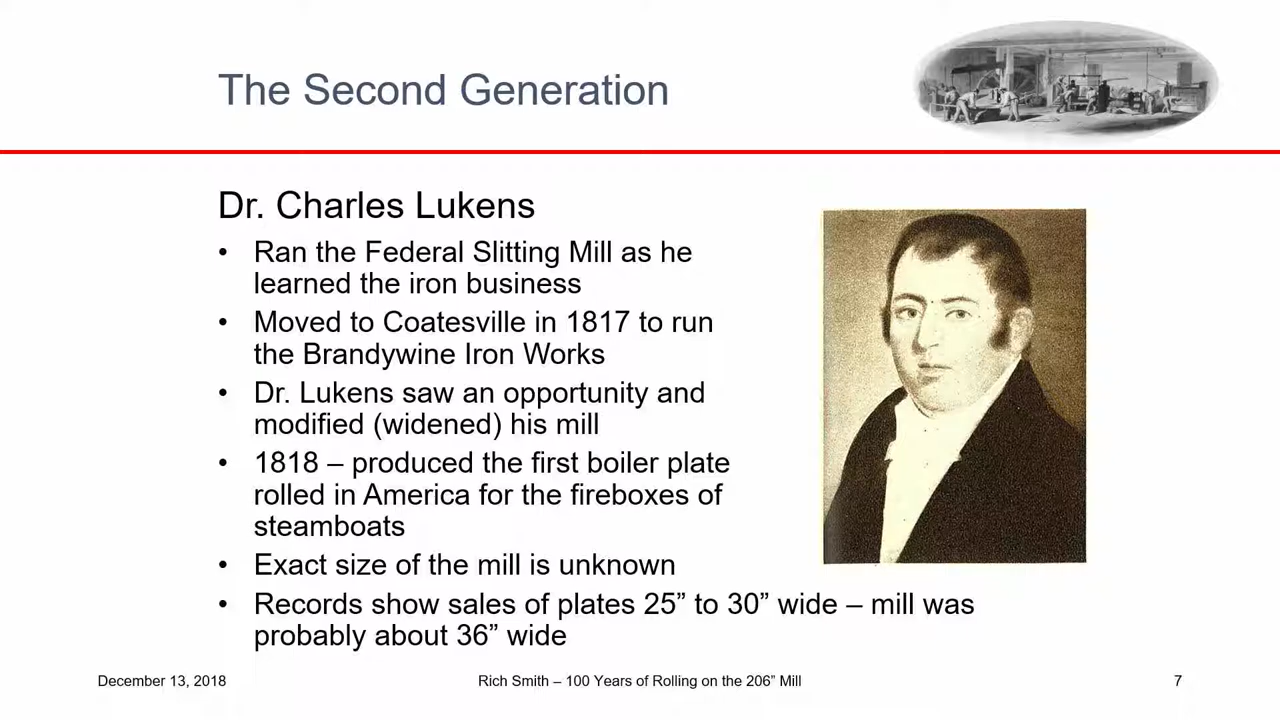 The Second Generation
Dr. Charles Lukens
• Ran the Federal Slitting Mill as he
learned the iron business
• Moved to Coatesville in 1817 to run
the Brandywine Iron Works
• Dr. Lukens saw an opportunity and
modified (widened) his mill
• 1818 – produced the first boiler plate
rolled in America for the fireboxes of
steamboats
• Exact size of the mill is unknown
• Records show sales of plates 25” to 30” wide – mill was
probably about 36” wide
December 13, 2018
Rich Smith – 100 Years of Rolling on the 206” Mill
7